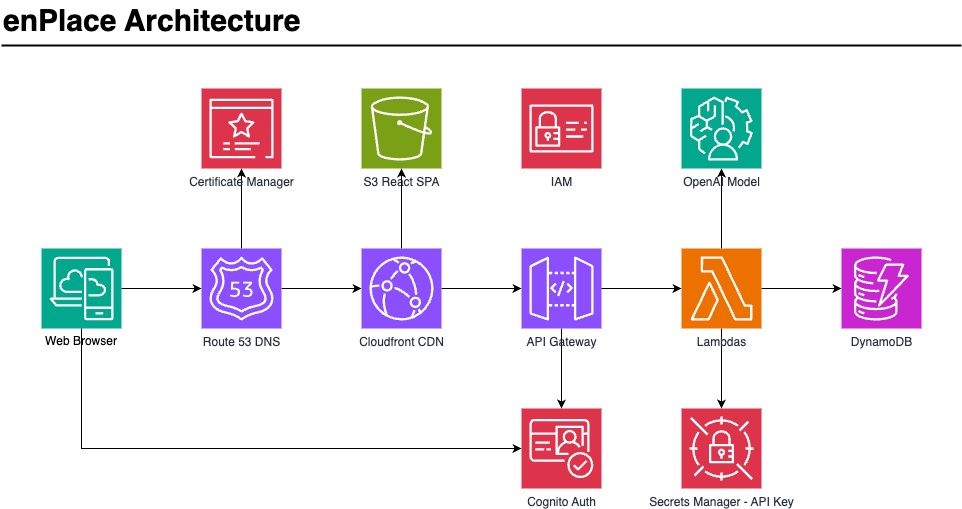 enPlace Architecture
Certificate Manager
S3 React SPA
IAM
OpenAI Model
53
</>
Web Browser
Route 53 DNS
Cloudfront CDN
API Gateway
Lambdas
DynamoDB
Cognito Auth
Secrets Manager - API Key